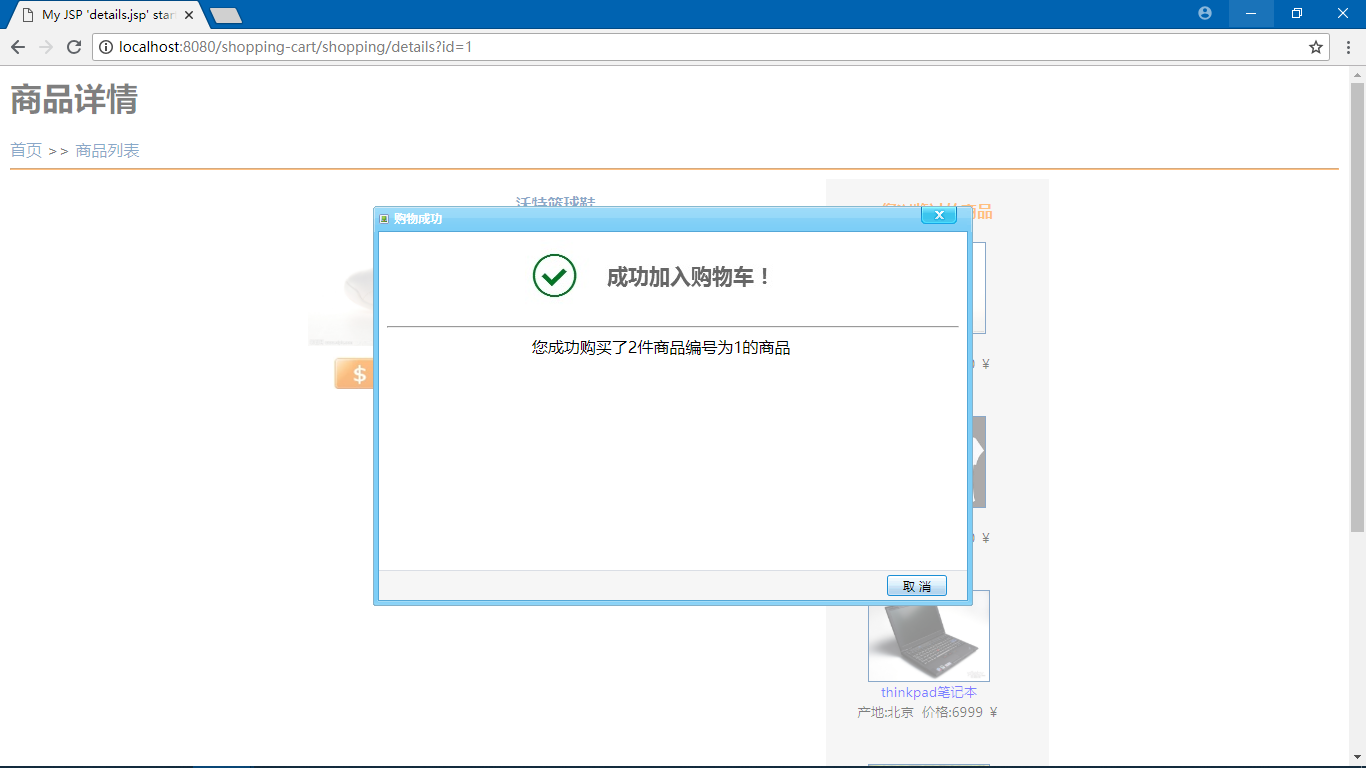 My JSP 'details.jsp' star
localhost:8080/shopping-cart/shopping/details?id=1
商品详情
首页 >> 商品列表
沃特篮球鞋
商品
购物成功
成功加入购物车！
您成功购买了2件商品编号为1的商品
¥
¥
取 消
thinkpad笔记本
产地:北京 价格:6999 ¥